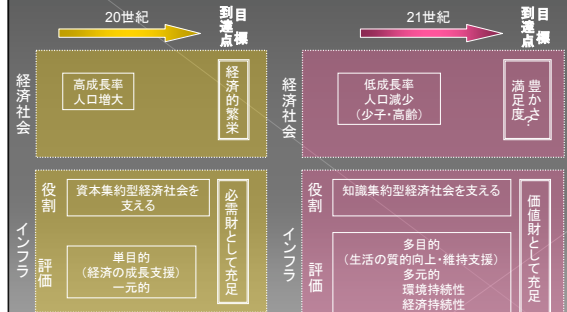 20世紀
目標
到達点
経済社会
高成長率
人口増大
経済的繁栄
インフラ
役割
資本集約型経済社会を
支える
評価
単目的
(経済の成長支援)
一元的
必需財として充足
21世紀
目標
到達点
経済社会
低成長率
人口減少
(少子・高齢)
豊かさ?
満足度?
インフラ
役割
知識集約型経済社会を支える
評価
多目的
(生活の質的向上・維持支援)
多元的
環境持続性
経済持続性
価値財として充足